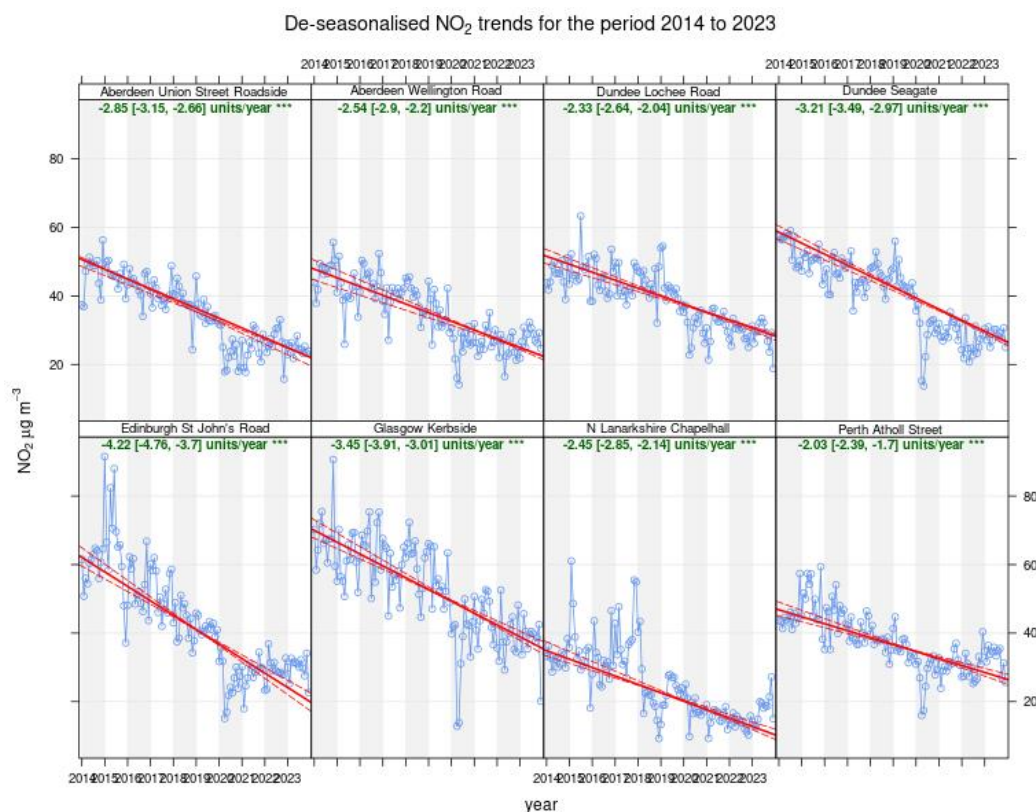 De-seasonalised NO2 trends for the period 2014 to 2023
2014 2015 2016 2017 2018 2019 2020 2021 2022 2023
2014 2015 2016 2017 2018 2019 2020 2021 2022 2023
Aberdeen Union Street Roadside
Aberdeen Wellington Road
Dundee Lochee Road
Dundee Seagate
-2.85 [-3.15, -2.66] units/year ***
-2.54 [-2.9, -2.2] units/year ***
-2.33 [-2.64, -2.04] units/year ***
-3.21 [-3.49, -2.97] units/year ***
80
60
40
20
Edinburgh St John's Road
Glasgow Kerbside
N Lanarkshire Chapelhall
Perth Atholl Street
-4.22 [-4.76, -3.7] units/year ***
-3.45 [-3.91, -3.01] units/year ***
-2.45 [-2.85, -2.14] units/year ***
-2.03 [-2.39, -1.7] units/year ***
80
60
40
20
NO2 µg m−3
2014 2015 2016 2017 2018 2019 2020 2021 2022 2023
2014 2015 2016 2017 2018 2019 2020 2021 2022 2023
year